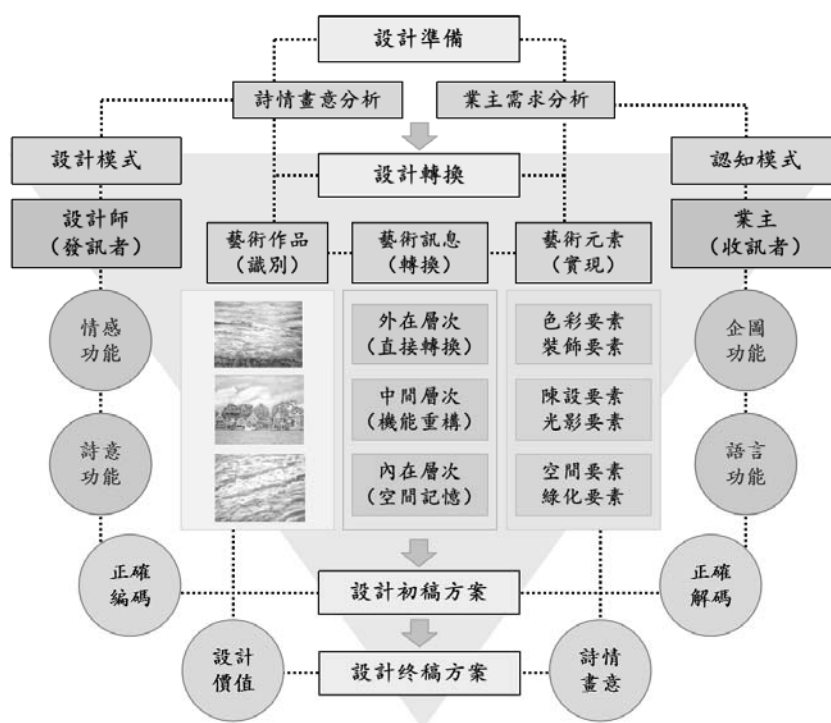 設計準備
詩情畫意分析
業主需求分析
設計模式
設計轉換
認知模式
設計師
（發訊者）
藝術作品
（識別）
藝術訊息
（轉換）
藝術元素
（實現）
業主
（收訊者）
情感
功能
外在層次
（直接轉換）
色彩要素
裝飾要素
企圖
功能
中間層次
（機能重構）
陳設要素
光影要素
詩意
功能
內在層次
（空間記憶）
空間要素
綠化要素
語言
功能
正確
編碼
設計初稿方案
正確
解碼
設計
價值
設計终稿方案
詩情
畫意